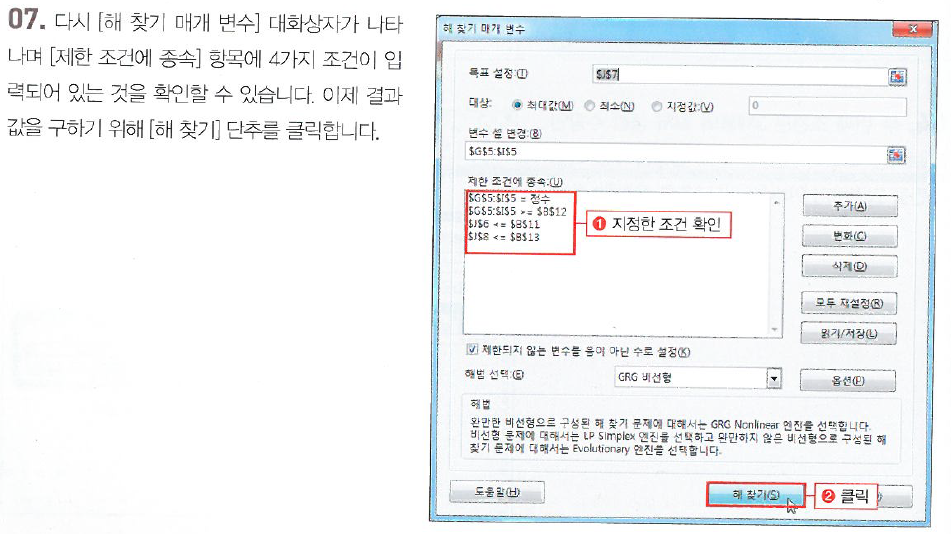 07. 다시 [해 찾기 매개 변수] 대화상자가 나타
나며 [제한 조건에 종속] 항목에 4가지 조건이 입
력되어 있는 것을 확인할 수 있습니다. 이제 결과
값을 구하기 위해 [해 찾기] 단추를 클릭합니다.
해 찾기 매개 변수
목표 설정:(T)
$J$7
대상:
최대값(M)
최소(N)
지정값:(V)
0
변수 셀 변경:(B)
$G$5:$I$5
제한 조건에 종속:(U)
$G$5:$I$5 = 정수
$G$5:$I$5 >= $B$12
$J$6 <= $B$11
$J$8 <= $B$13
1 지정한 조건 확인
추가(A)
변화(C)
삭제(D)
모두 재설정(R)
읽기/저장(L)
제한되지 않는 변수를 음이 아닌 수로 설정(K)
해법 선택:(E)
GRG 비선형
옵션(P)
해법
완만한 비선형으로 구성된 해 찾기 문제에 대해서는 GRG Nonlinear 엔진을 선택합니다.
비선형 문제에 대해서는 LP Simplex 엔진을 선택하고 완만하지 않은 비선형으로 구성된 해
찾기 문제에 대해서는 Evolutionary 엔진을 선택합니다.
도움말(H)
해 찾기(S)
2 클릭